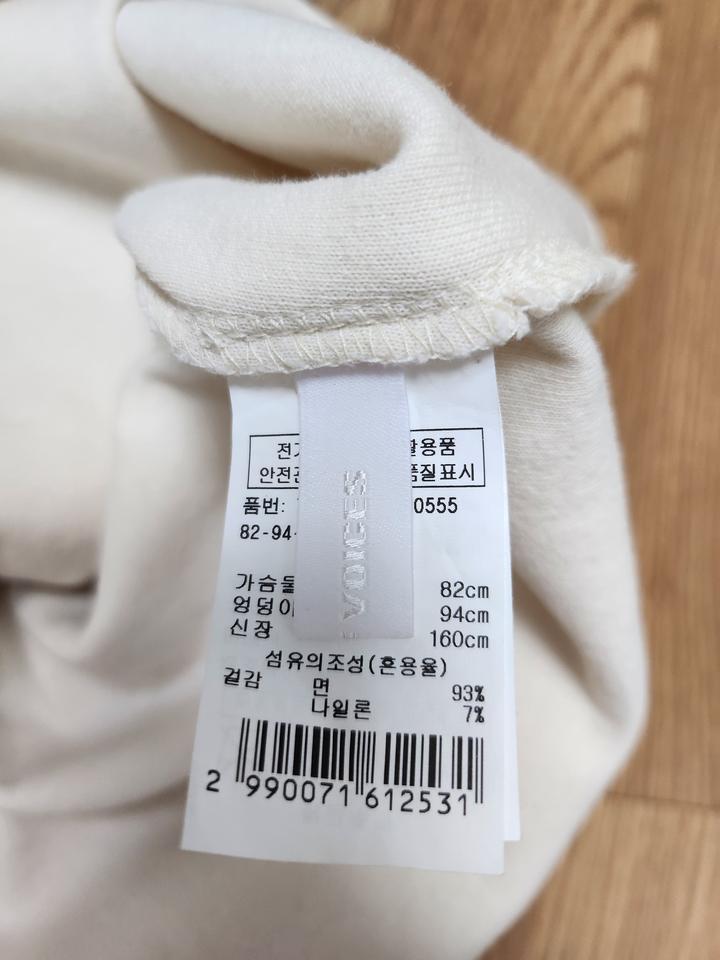 전기
활용품
안전관
품질표시
품번:
0555
82-94-
가슴둘 82cm
엉덩이 94cm
신장 160cm
섬유의조성(혼용율)
겉감 면 93%
나일론 7%
2 990071 612531
VOICES